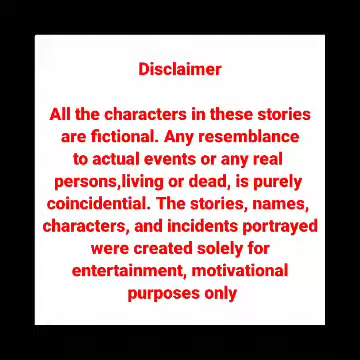 Disclaimer
All the characters in these stories
are fictional. Any resemblance
to actual events or any real
persons,living or dead, is purely
coincidential. The stories, names,
characters, and incidents portrayed
were created solely for
entertainment, motivational
purposes only